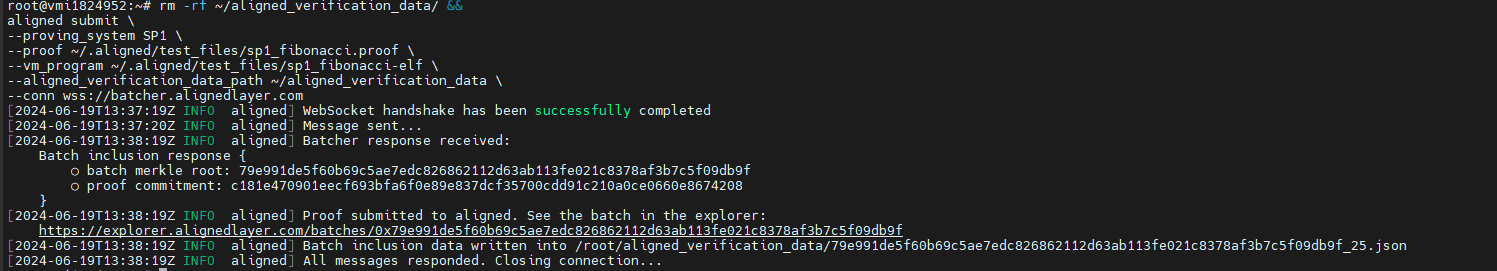 root@vmi1824952:~# rm -rf ~/aligned_verification_data/ &&
aligned submit \
--proving_system SP1 \
--proof ~/.aligned/test_files/sp1_fibonacci.proof \
--vm_program ~/.aligned/test_files/sp1_fibonacci-elf \
--aligned_verification_data_path ~/aligned_verification_data \
--conn wss://batcher.alignedlayer.com
[2024-06-19T13:37:19Z INFO  aligned] WebSocket handshake has been successfully completed
[2024-06-19T13:37:20Z INFO  aligned] Message sent...
[2024-06-19T13:38:19Z INFO  aligned] Batcher response received:
    Batch inclusion response {
        ○ batch merkle root: 79e991de5f60b69c5ae7edc826862112d63ab113fe021c8378af3b7c5f09db9f
        ○ proof commitment: c181e470901eecf693bfa6f0e89e837dcf35700cdd91c210a0ce0660e8674208
    }
[2024-06-19T13:38:19Z INFO  aligned] Proof submitted to aligned. See the batch in the explorer:
    https://explorer.alignedlayer.com/batches/0x79e991de5f60b69c5ae7edc826862112d63ab113fe021c8378af3b7c5f09db9f
[2024-06-19T13:38:19Z INFO  aligned] Batch inclusion data written into /root/aligned_verification_data/79e991de5f60b69c5ae7edc826862112d63ab113fe021c8378af3b7c5f09db9f_25.json
[2024-06-19T13:38:19Z INFO  aligned] All messages responded. Closing connection...